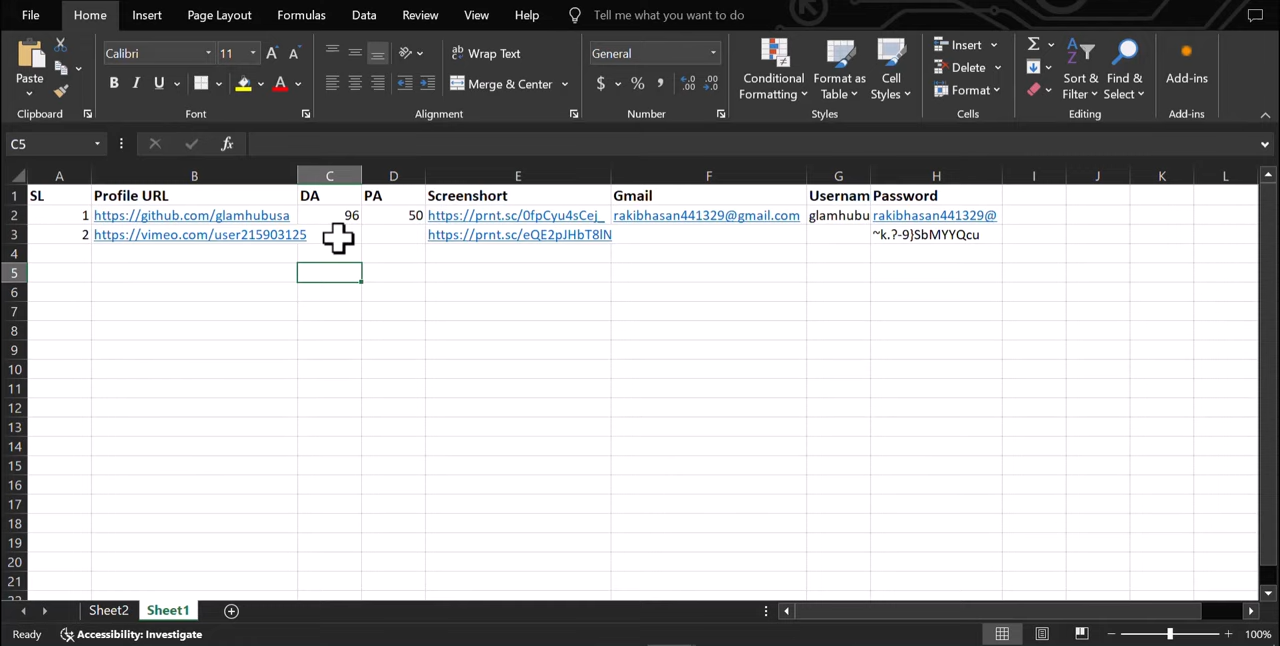 File Home Insert Page Layout Formulas Data Review View Help Tell me what you want to do
Paste
Clipboard
Calibri 11 A A
B I U A
Font
Wrap Text
Merge & Center
Alignment
General
$ % , .00
Number
Conditional Formatting
Format as Table
Cell Styles
Styles
Insert
Delete
Format
Cells
Sort & Filter
Find & Select
Editing
Add-ins
Add-ins
C5 fx
A B C D E F G H I J K L
1 SL Profile URL DA PA Screenshort Gmail Usernam Password
2 1 https://github.com/glamhubusa 96 50 https://prnt.sc/0fpCyu4sCej_ rakibhasan441329@gmail.com glamhubu rakibhasan441329@
3 2 https://vimeo.com/user215903125 https://prnt.sc/eQE2pJHbT8lN ~k.?-9}SbMYYQcu
4
5
6
7
8
9
10
11
12
13
14
15
16
17
18
19
20
21
Sheet2 Sheet1
Ready Accessibility: Investigate 100%